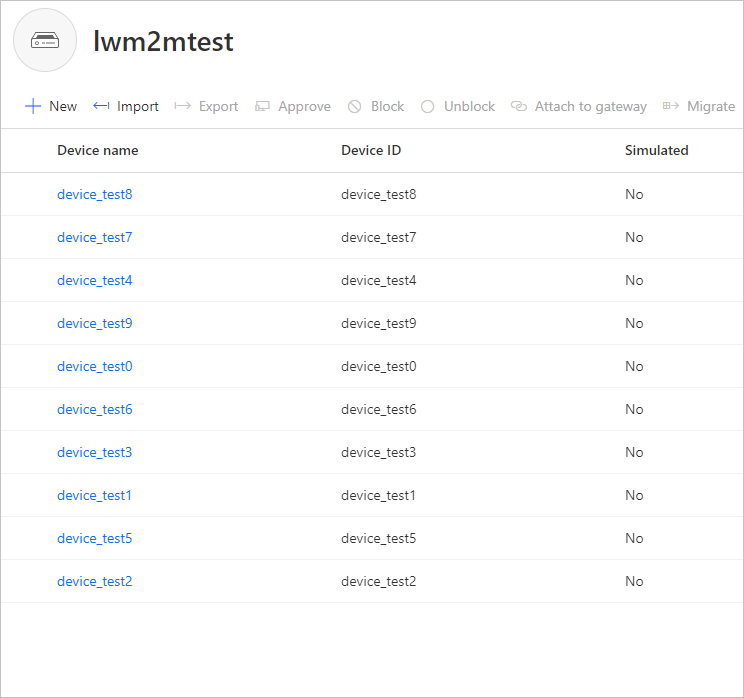 lwm2mtest
New Import Export Approve Block Unblock Attach to gateway Migrate
Device name Device ID Simulated
device_test8 device_test8 No
device_test7 device_test7 No
device_test4 device_test4 No
device_test9 device_test9 No
device_test0 device_test0 No
device_test6 device_test6 No
device_test3 device_test3 No
device_test1 device_test1 No
device_test5 device_test5 No
device_test2 device_test2 No